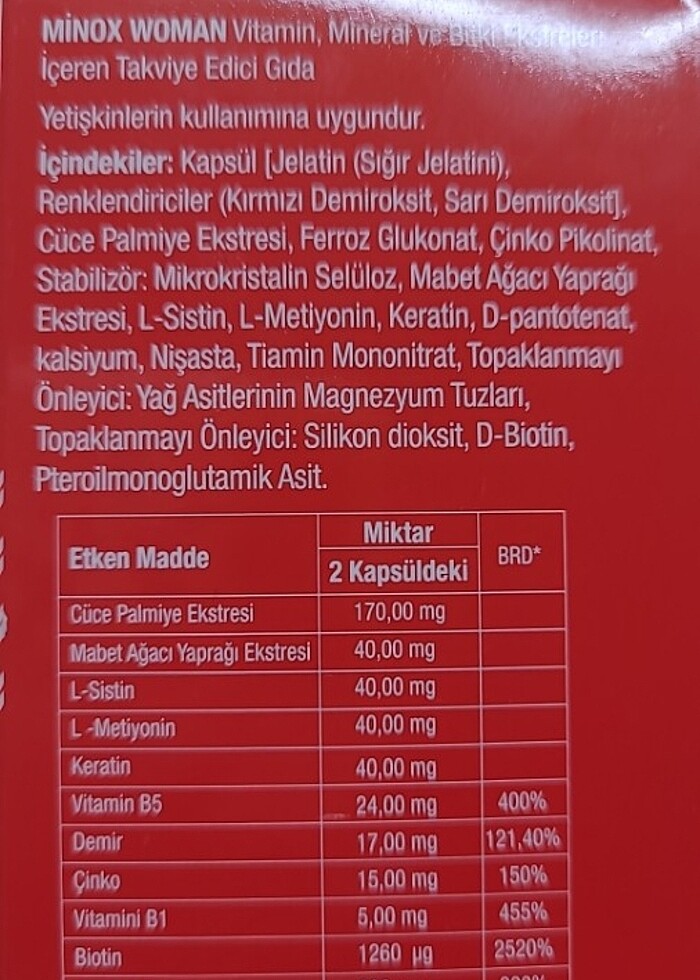 MİNOX WOMAN Vitamin, Mineral ve Bitki Ekstreleri
İçeren Takviye Edici Gıda
Yetişkinlerin kullanımına uygundur.
İçindekiler: Kapsül [Jelatin (Sığır Jelatini),
Renklendiriciler (Kırmızı Demiroksit, Sarı Demiroksit],
Cüce Palmiye Ekstresi, Ferroz Glukonat, Çinko Pikolinat,
Stabilizör: Mikrokristalin Selüloz, Mabet Ağacı Yaprağı
Ekstresi, L-Sistin, L-Metiyonin, Keratin, D-pantotenat,
kalsiyum, Nişasta, Tiamin Mononitrat, Topaklanmayı
Önleyici: Yağ Asitlerinin Magnezyum Tuzları,
Topaklanmayı Önleyici: Silikon dioksit, D-Biotin,
Pteroilmonoglutamik Asit.
Etken Madde Miktar 2 Kapsüldeki BRD*
Cüce Palmiye Ekstresi 170,00 mg
Mabet Ağacı Yaprağı Ekstresi 40,00 mg
L-Sistin 40,00 mg
L -Metiyonin 40,00 mg
Keratin 40,00 mg
Vitamin B5 24,00 mg 400%
Demir 17,00 mg 121,40%
Çinko 15,00 mg 150%
Vitamini B1 5,00 mg 455%
Biotin 1260 µg 2520%